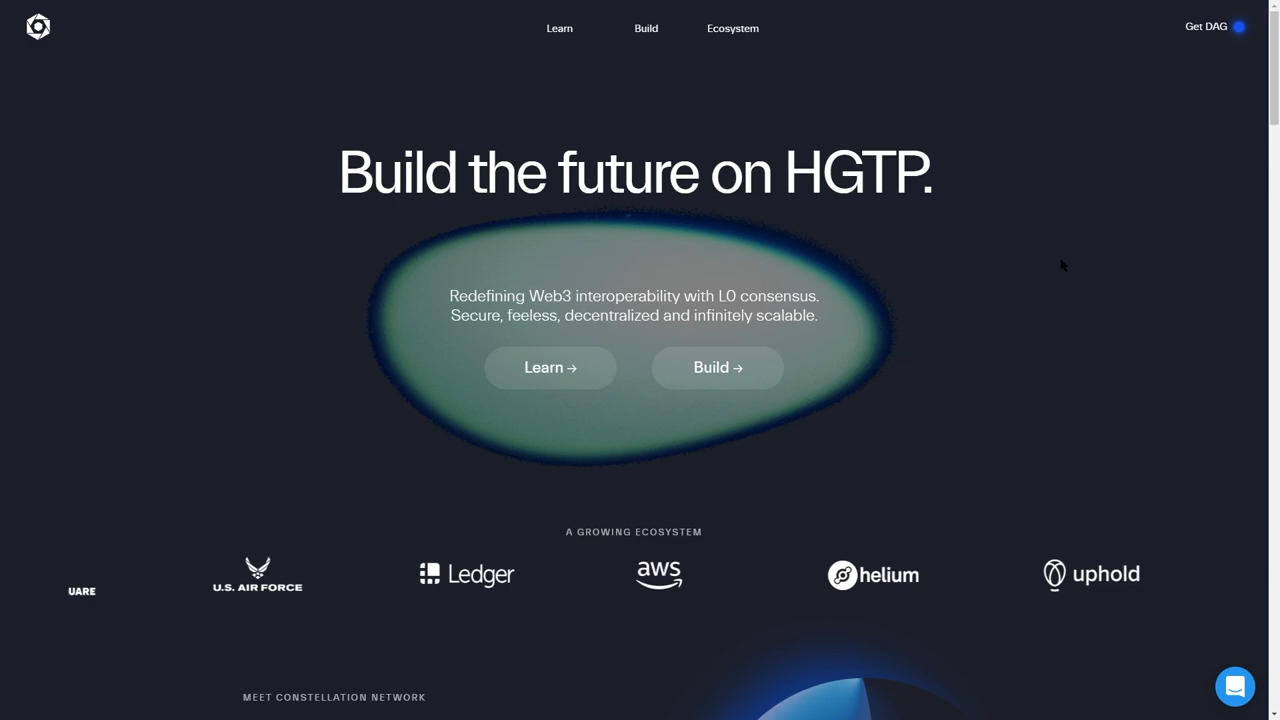 Learn
Build
Ecosystem
Get DAG
Build the future on HGTP.
Redefining Web3 interoperability with L0 consensus.
Secure, feeless, decentralized and infinitely scalable.
Learn →
Build →
A GROWING ECOSYSTEM
UARE
U.S. AIR FORCE
Ledger
aws
helium
uphold
MEET CONSTELLATION NETWORK